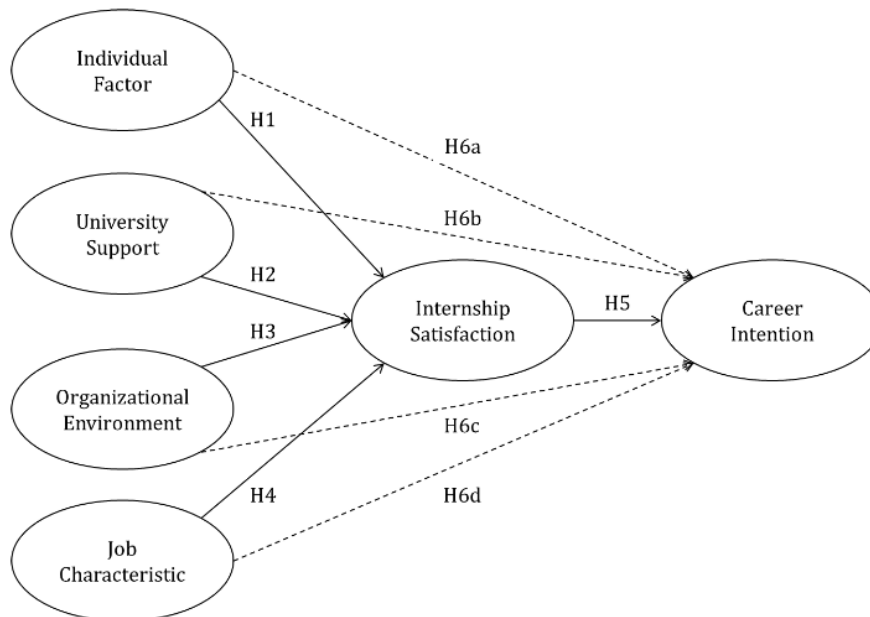 Individual
Factor
H1
H6a
University
Support
H6b
H2
H3
Internship
Satisfaction
H5
Career
Intention
Organizational
Environment
H6c
H4
H6d
Job
Characteristic